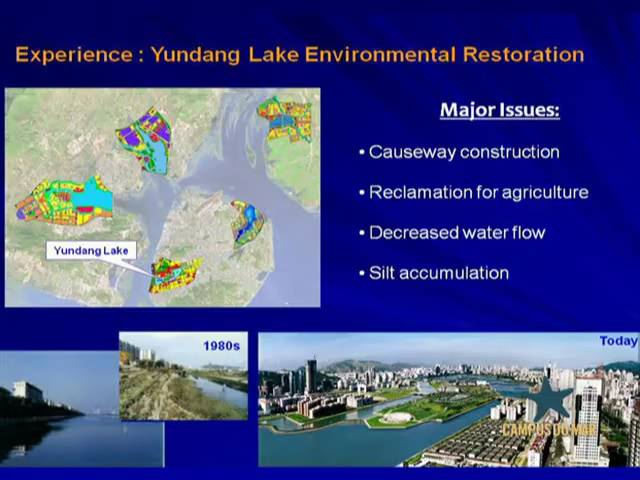 Experience : Yundang Lake Environmental Restoration
Major Issues:
• Causeway construction
• Reclamation for agriculture
• Decreased water flow
• Silt accumulation
Yundang Lake
1980s
Today
CAMPUS DO MAR